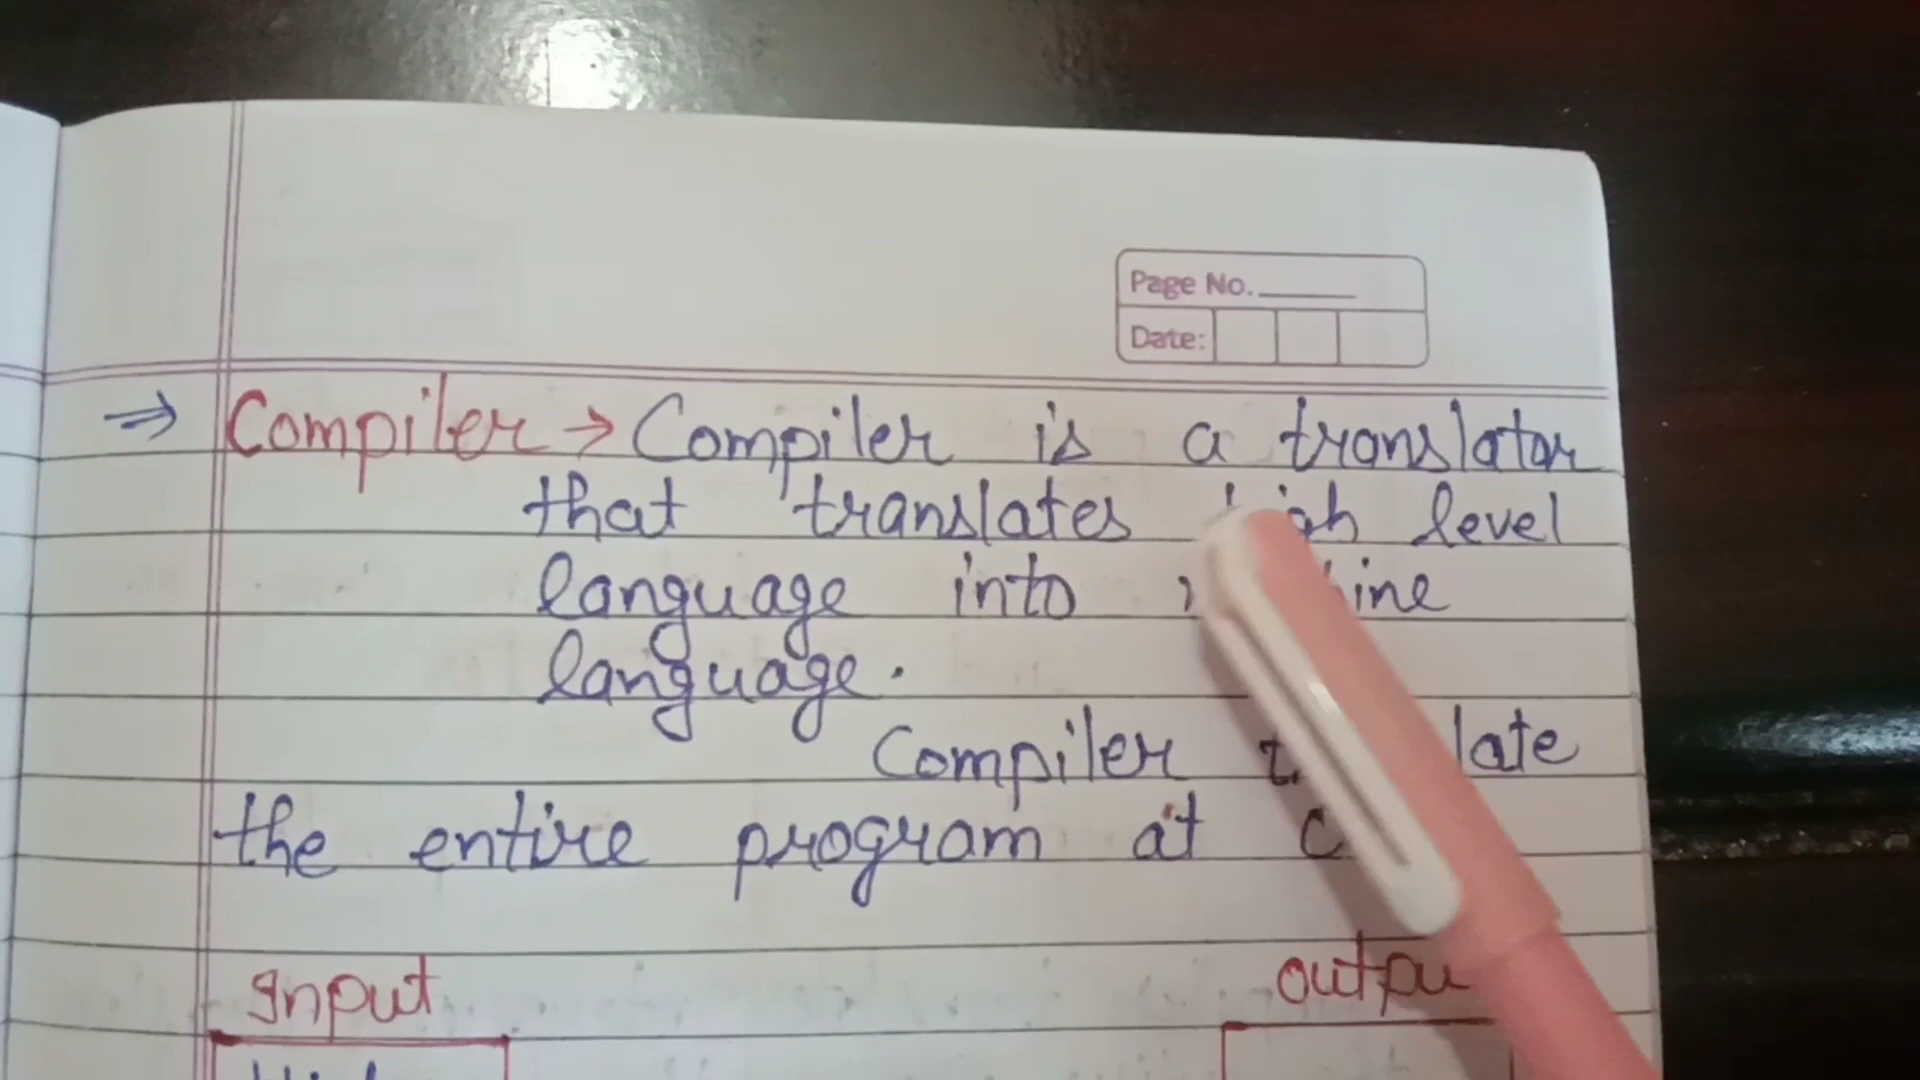 Page No.
Date:
⇒ Compiler → Compiler is a translator
that translates high level
language into
language.
Compiler
the entire program at
Input